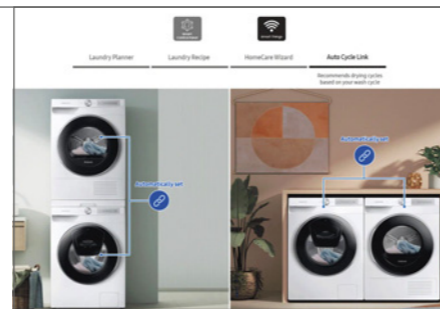 Laundry Planner
Laundry Recipe
HomeCare Wizard
Auto Cycle Link
Recommends drying cycles
based on your wash cycle
Automatically set
Automatically set